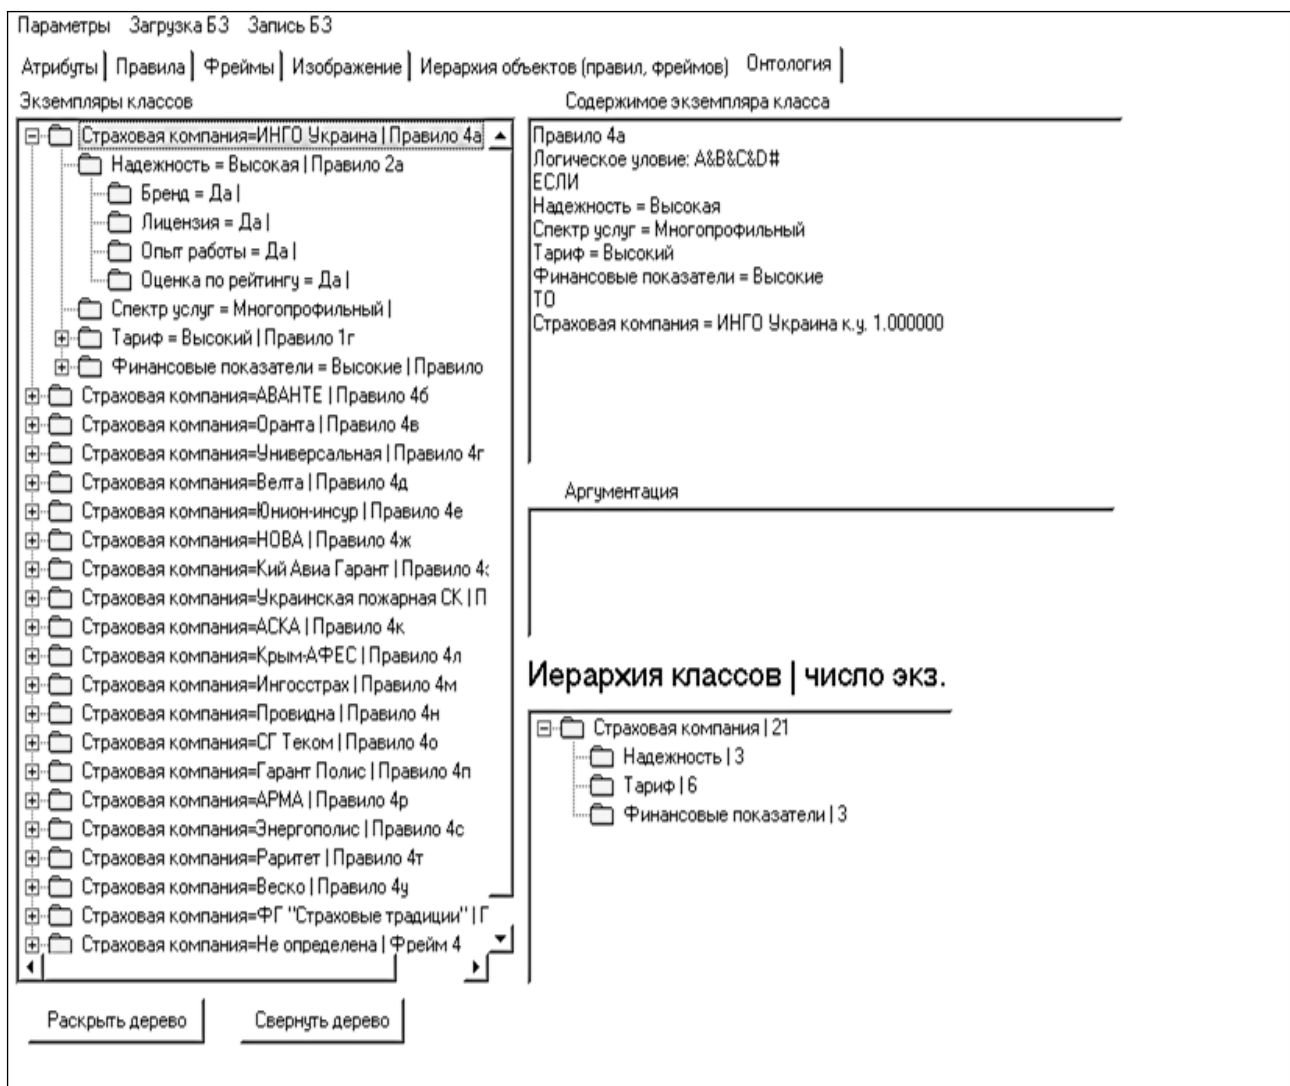 Параметры Загрузка БЗ Запись БЗ
Атрибуты Правила Фреймы Изображение Иерархия объектов (правил, фреймов) Онтология
Экземпляры классов
Страховая компания=ИНГО Украина | Правило 4а
Надежность = Высокая | Правило 2а
Бренд = Да |
Лицензия = Да |
Опыт работы = Да |
Оценка по рейтингу = Да |
Спектр услуг = Многопрофильный |
Тариф = Высокий | Правило 1г
Финансовые показатели = Высокие | Правило
Страховая компания=АВАНТЕ | Правило 4б
Страховая компания=Оранта | Правило 4в
Страховая компания=Универсальная | Правило 4г
Страховая компания=Велта | Правило 4д
Страховая компания=Юнион-инсур | Правило 4е
Страховая компания=НОВА | Правило 4ж
Страховая компания=Кий Авиа Гарант | Правило 4
Страховая компания=Украинская пожарная СК | П
Страховая компания=АСКА | Правило 4к
Страховая компания=Крым-АФЕС | Правило 4л
Страховая компания=Ингосстрах | Правило 4м
Страховая компания=Провидна | Правило 4н
Страховая компания=СГ Теком | Правило 4о
Страховая компания=Гарант Полис | Правило 4п
Страховая компания=АРМА | Правило 4р
Страховая компания=Энергополис | Правило 4с
Страховая компания=Раритет | Правило 4т
Страховая компания=Веско | Правило 4у
Страховая компания=ФГ "Страховые традиции" | Г
Страховая компания=Не определена | Фрейм 4
Раскрыть дерево Свернуть дерево
Содержимое экземпляра класса
Правило 4а
Логическое уловие: A&B&C&D#
ЕСЛИ
Надежность = Высокая
Спектр услуг = Многопрофильный
Тариф = Высокий
Финансовые показатели = Высокие
ТО
Страховая компания = ИНГО Украина к.у. 1.000000
Аргументация
Иерархия классов | число экз.
Страховая компания | 21
Надежность | 3
Тариф | 6
Финансовые показатели | 3